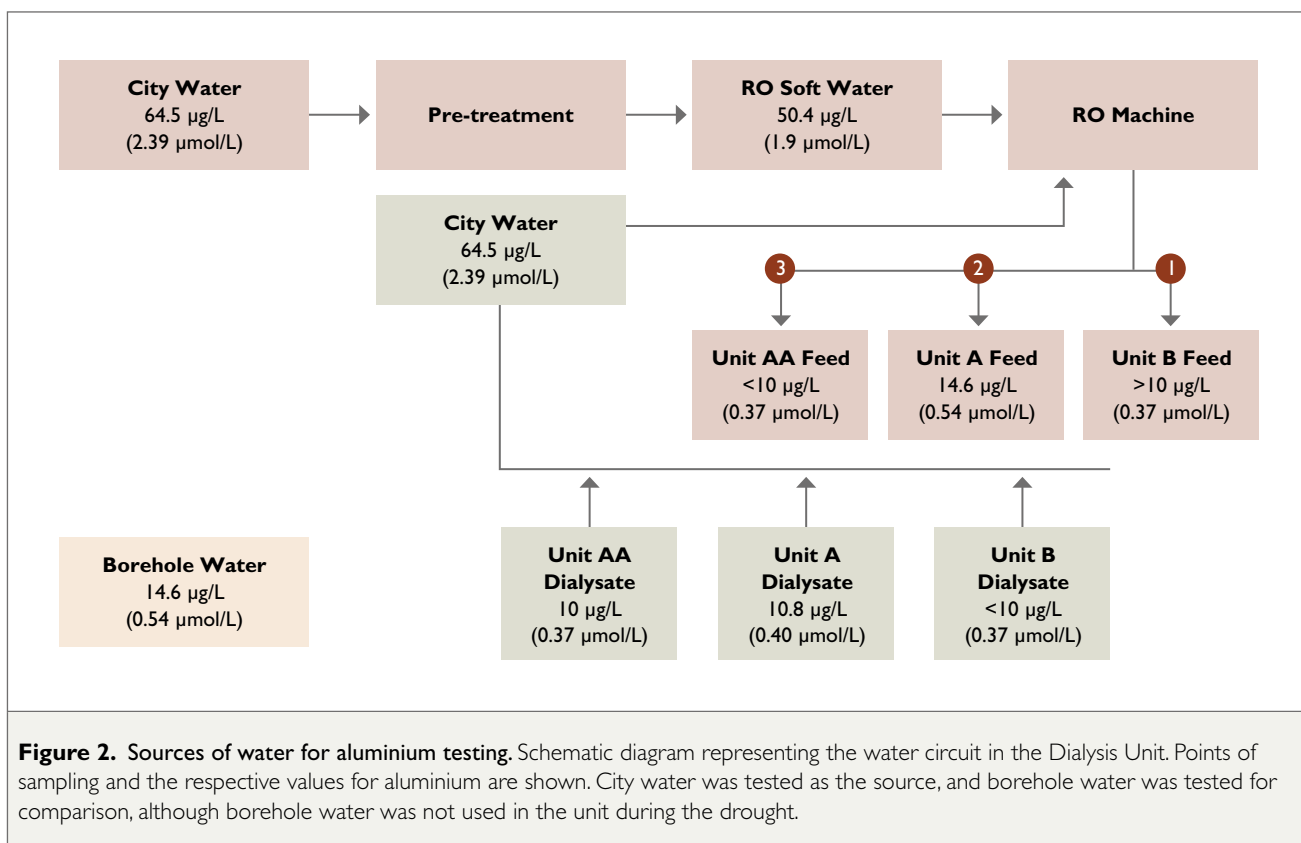 City Water
64.5 µg/L
(2.39 µmol/L)
Pre-treatment
RO Soft Water
50.4 µg/L
(1.9 µmol/L)
RO Machine
City Water
64.5 µg/L
(2.39 µmol/L)
3
2
1
Unit AA Feed
<10 µg/L
(0.37 µmol/L)
Unit A Feed
14.6 µg/L
(0.54 µmol/L)
Unit B Feed
>10 µg/L
(0.37 µmol/L)
Borehole Water
14.6 µg/L
(0.54 µmol/L)
Unit AA
Dialysate
10 µg/L
(0.37 µmol/L)
Unit A
Dialysate
10.8 µg/L
(0.40 µmol/L)
Unit B
Dialysate
<10 µg/L
(0.37 µmol/L)
Figure 2. Sources of water for aluminium testing. Schematic diagram representing the water circuit in the Dialysis Unit. Points of
sampling and the respective values for aluminium are shown. City water was tested as the source, and borehole water was tested for
comparison, although borehole water was not used in the unit during the drought.